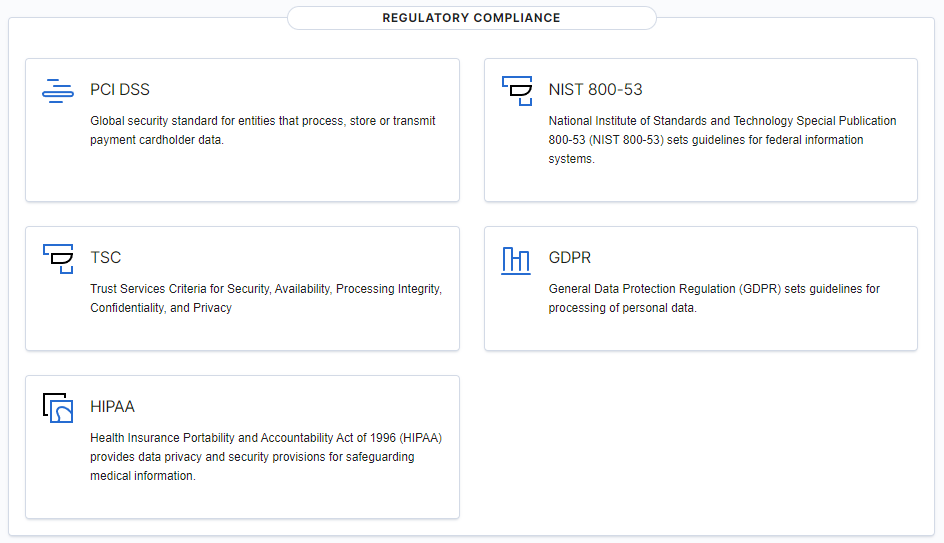 REGULATORY COMPLIANCE
PCI DSS
Global security standard for entities that process, store or transmit
payment cardholder data.
NIST 800-53
National Institute of Standards and Technology Special Publication
800-53 (NIST 800-53) sets guidelines for federal information
systems.
TSC
Trust Services Criteria for Security, Availability, Processing Integrity,
Confidentiality, and Privacy
GDPR
General Data Protection Regulation (GDPR) sets guidelines for
processing of personal data.
HIPAA
Health Insurance Portability and Accountability Act of 1996 (HIPAA)
provides data privacy and security provisions for safeguarding
medical information.